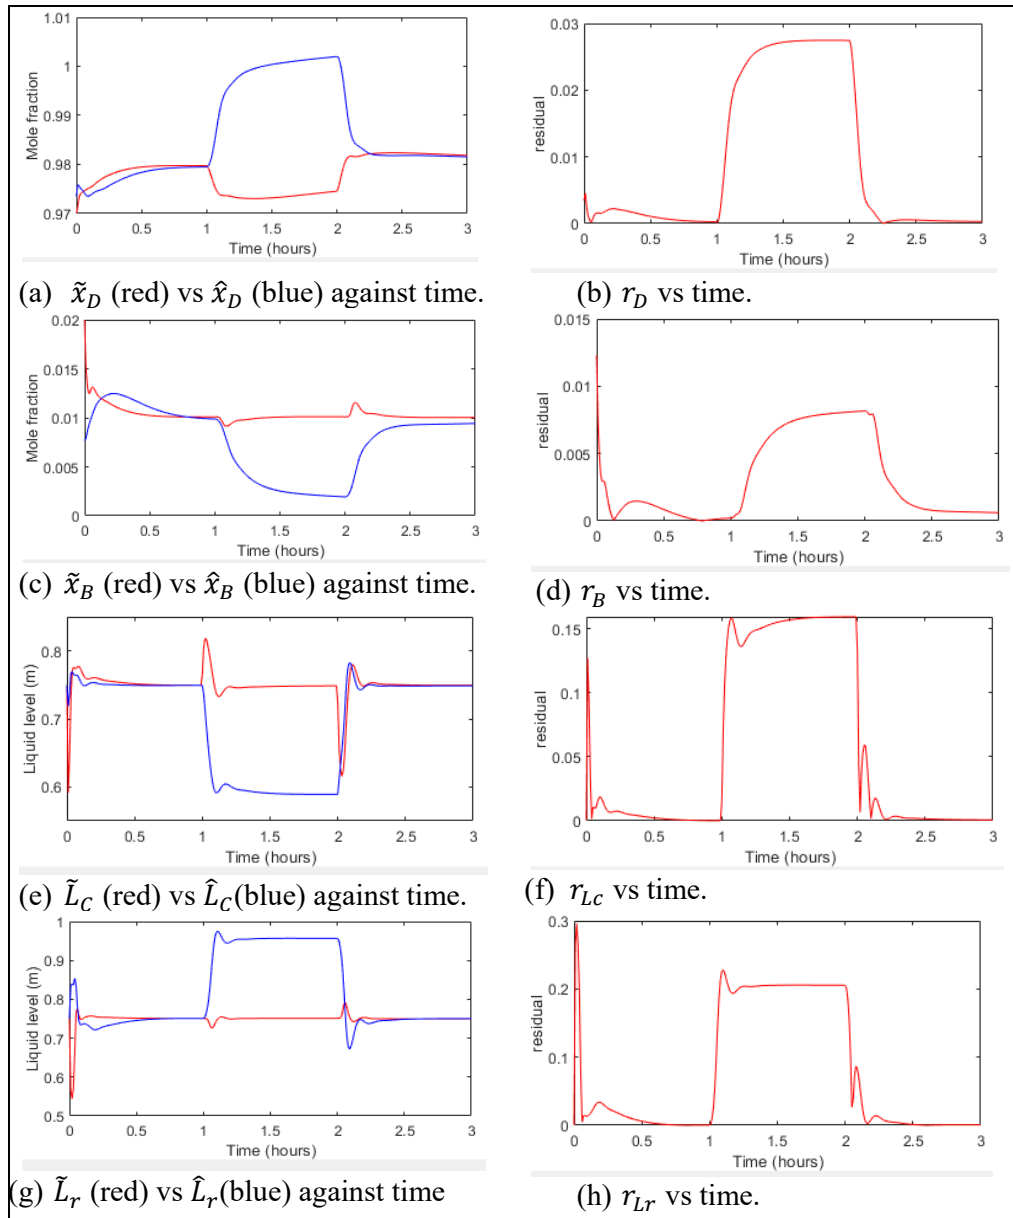 1.01
1
0.99
0.98
0.97
Mole fraction
0 0.5 1 1.5 2 2.5 3
Time (hours)
(a) x̃_D (red) vs x̂_D (blue) against time.
0.03
0.02
0.01
0
residual
0 0.5 1 1.5 2 2.5 3
Time (hours)
(b) r_D vs time.
0.02
0.015
0.01
0.005
0
Mole fraction
0 0.5 1 1.5 2 2.5 3
Time (hours)
(c) x̃_B (red) vs x̂_B (blue) against time.
0.015
0.01
0.005
0
residual
0 0.5 1 1.5 2 2.5 3
Time (hours)
(d) r_B vs time.
0.8
0.7
0.6
Liquid level (m)
0 0.5 1 1.5 2 2.5 3
Time (hours)
(e) L̃_C (red) vs L̂_C(blue) against time.
0.15
0.1
0.05
0
residual
0 0.5 1 1.5 2 2.5 3
Time (hours)
(f) r_Lc vs time.
1
0.9
0.8
0.7
0.6
0.5
Liquid level (m)
0 0.5 1 1.5 2 2.5 3
Time (hours)
(g) L̃_r (red) vs L̂_r(blue) against time
0.3
0.2
0.1
0
residual
0 0.5 1 1.5 2 2.5 3
Time (hours)
(h) r_Lr vs time.